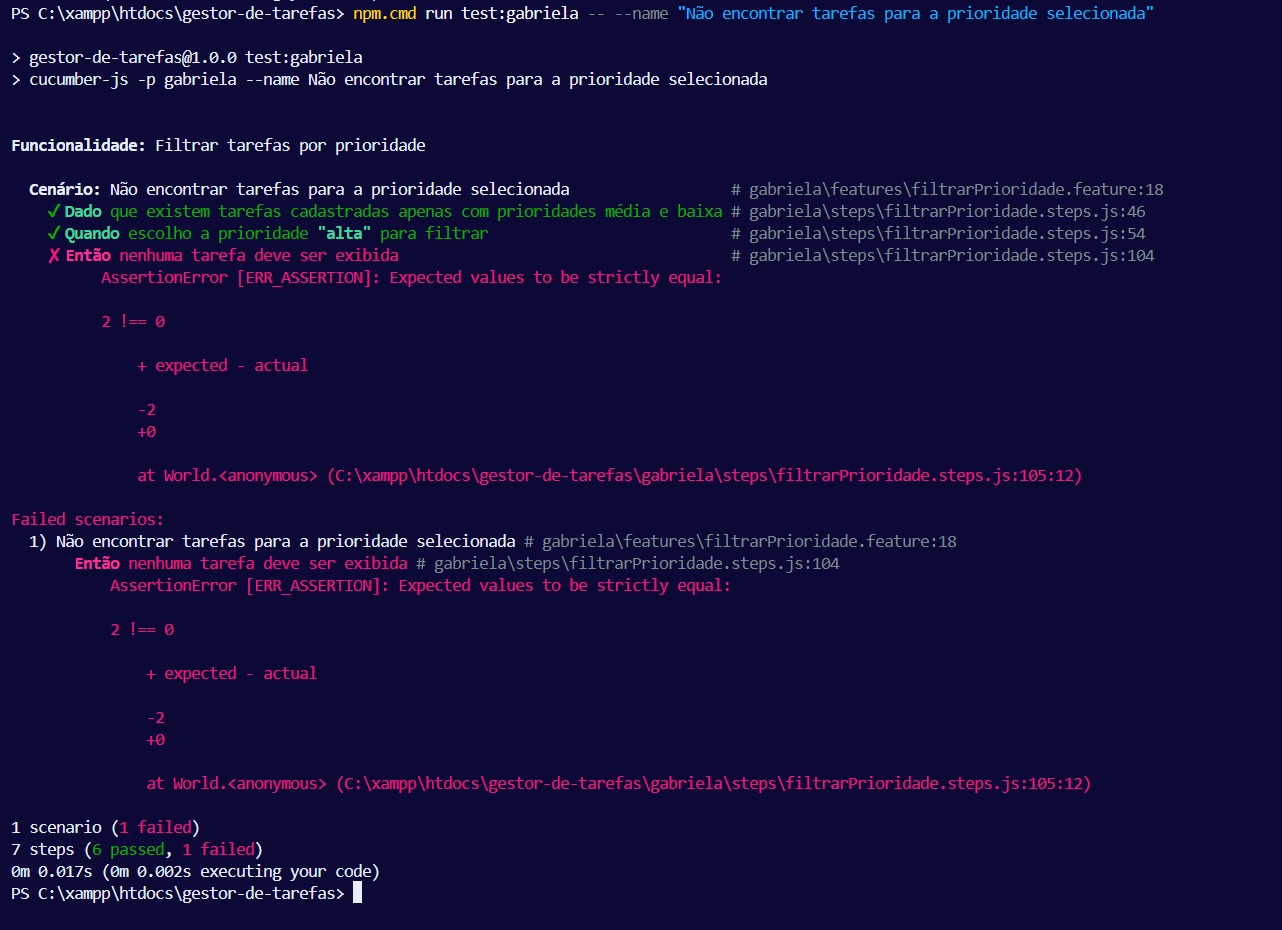 PS C:\xampp\htdocs\gestor-de-tarefas> npm.cmd run test:gabriela -- --name "Não encontrar tarefas para a prioridade selecionada"
> gestor-de-tarefas@1.0.0 test:gabriela
> cucumber-js -p gabriela --name Não encontrar tarefas para a prioridade selecionada
Funcionalidade: Filtrar tarefas por prioridade
Cenário: Não encontrar tarefas para a prioridade selecionada # gabriela\features\filtrarPrioridade.feature:18
✓ Dado que existem tarefas cadastradas apenas com prioridades média e baixa # gabriela\steps\filtrarPrioridade.steps.js:46
✓ Quando escolho a prioridade "alta" para filtrar # gabriela\steps\filtrarPrioridade.steps.js:54
✗ Então nenhuma tarefa deve ser exibida # gabriela\steps\filtrarPrioridade.steps.js:104
AssertionError [ERR_ASSERTION]: Expected values to be strictly equal:
2 !== 0
+ expected - actual
-2
+0
at World.<anonymous> (C:\xampp\htdocs\gestor-de-tarefas\gabriela\steps\filtrarPrioridade.steps.js:105:12)
Failed scenarios:
1) Não encontrar tarefas para a prioridade selecionada # gabriela\features\filtrarPrioridade.feature:18
Então nenhuma tarefa deve ser exibida # gabriela\steps\filtrarPrioridade.steps.js:104
AssertionError [ERR_ASSERTION]: Expected values to be strictly equal:
2 !== 0
+ expected - actual
-2
+0
at World.<anonymous> (C:\xampp\htdocs\gestor-de-tarefas\gabriela\steps\filtrarPrioridade.steps.js:105:12)
1 scenario (1 failed)
7 steps (6 passed, 1 failed)
0m 0.017s (0m 0.002s executing your code)
PS C:\xampp\htdocs\gestor-de-tarefas>